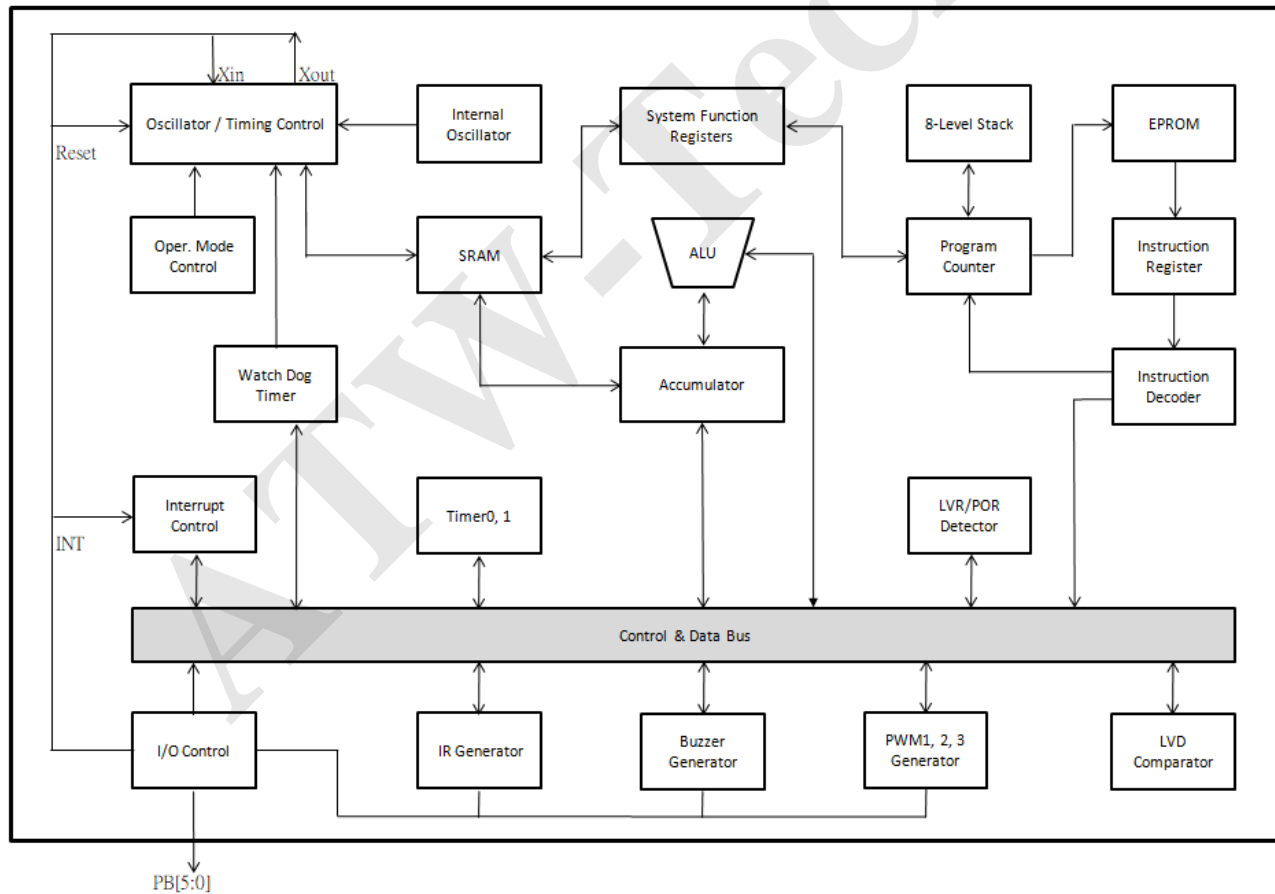 Xin
Xout
Oscillator / Timing Control
Internal
Oscillator
System Function
Registers
8-Level Stack
EPROM
Reset
Oper. Mode
Control
SRAM
ALU
Program
Counter
Instruction
Register
Watch Dog
Timer
Accumulator
Instruction
Decoder
Interrupt
Control
Timer0, 1
LVR/POR
Detector
INT
Control & Data Bus
I/O Control
IR Generator
Buzzer
Generator
PWM1, 2, 3
Generator
LVD
Comparator
PB[5:0]
ATW-Tec